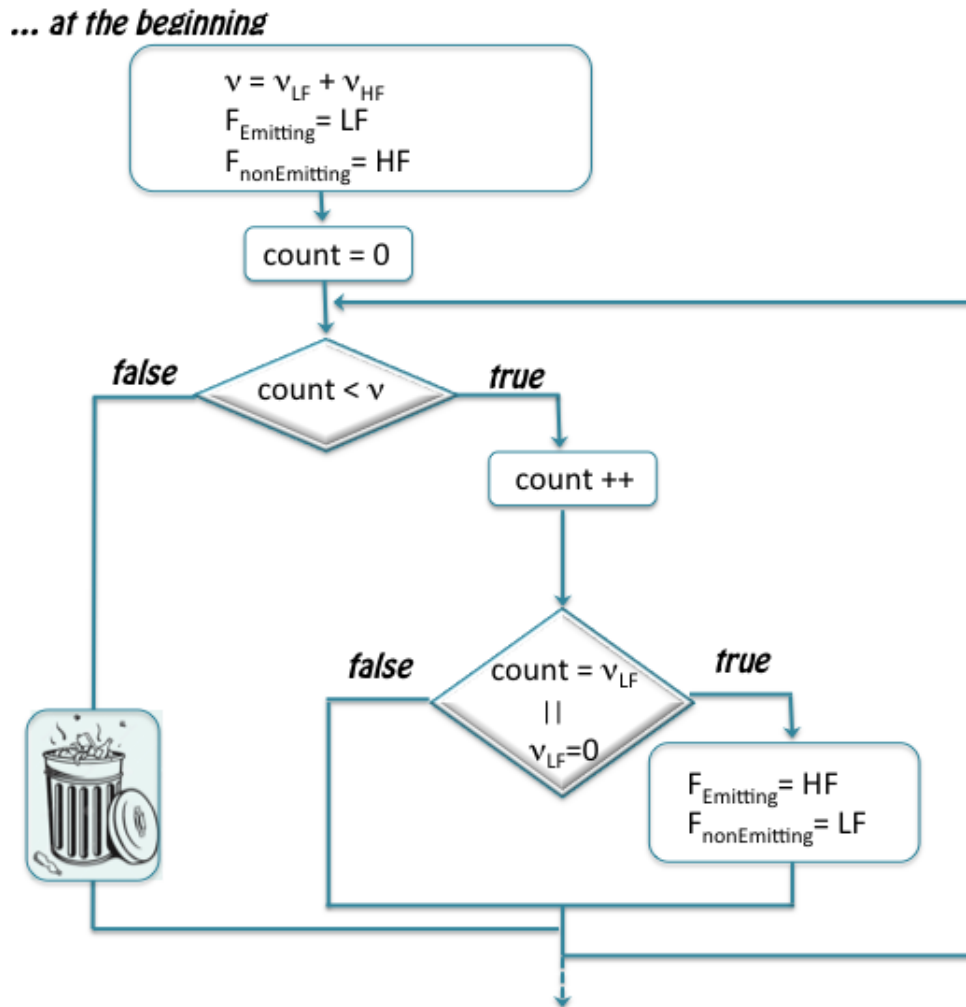 ... at the beginning
ν = ν_LF + ν_HF
F_Emitting = LF
F_nonEmitting = HF
count = 0
false
true
count < ν
count ++
false
true
count = ν_LF
||
ν_LF=0
F_Emitting = HF
F_nonEmitting = LF